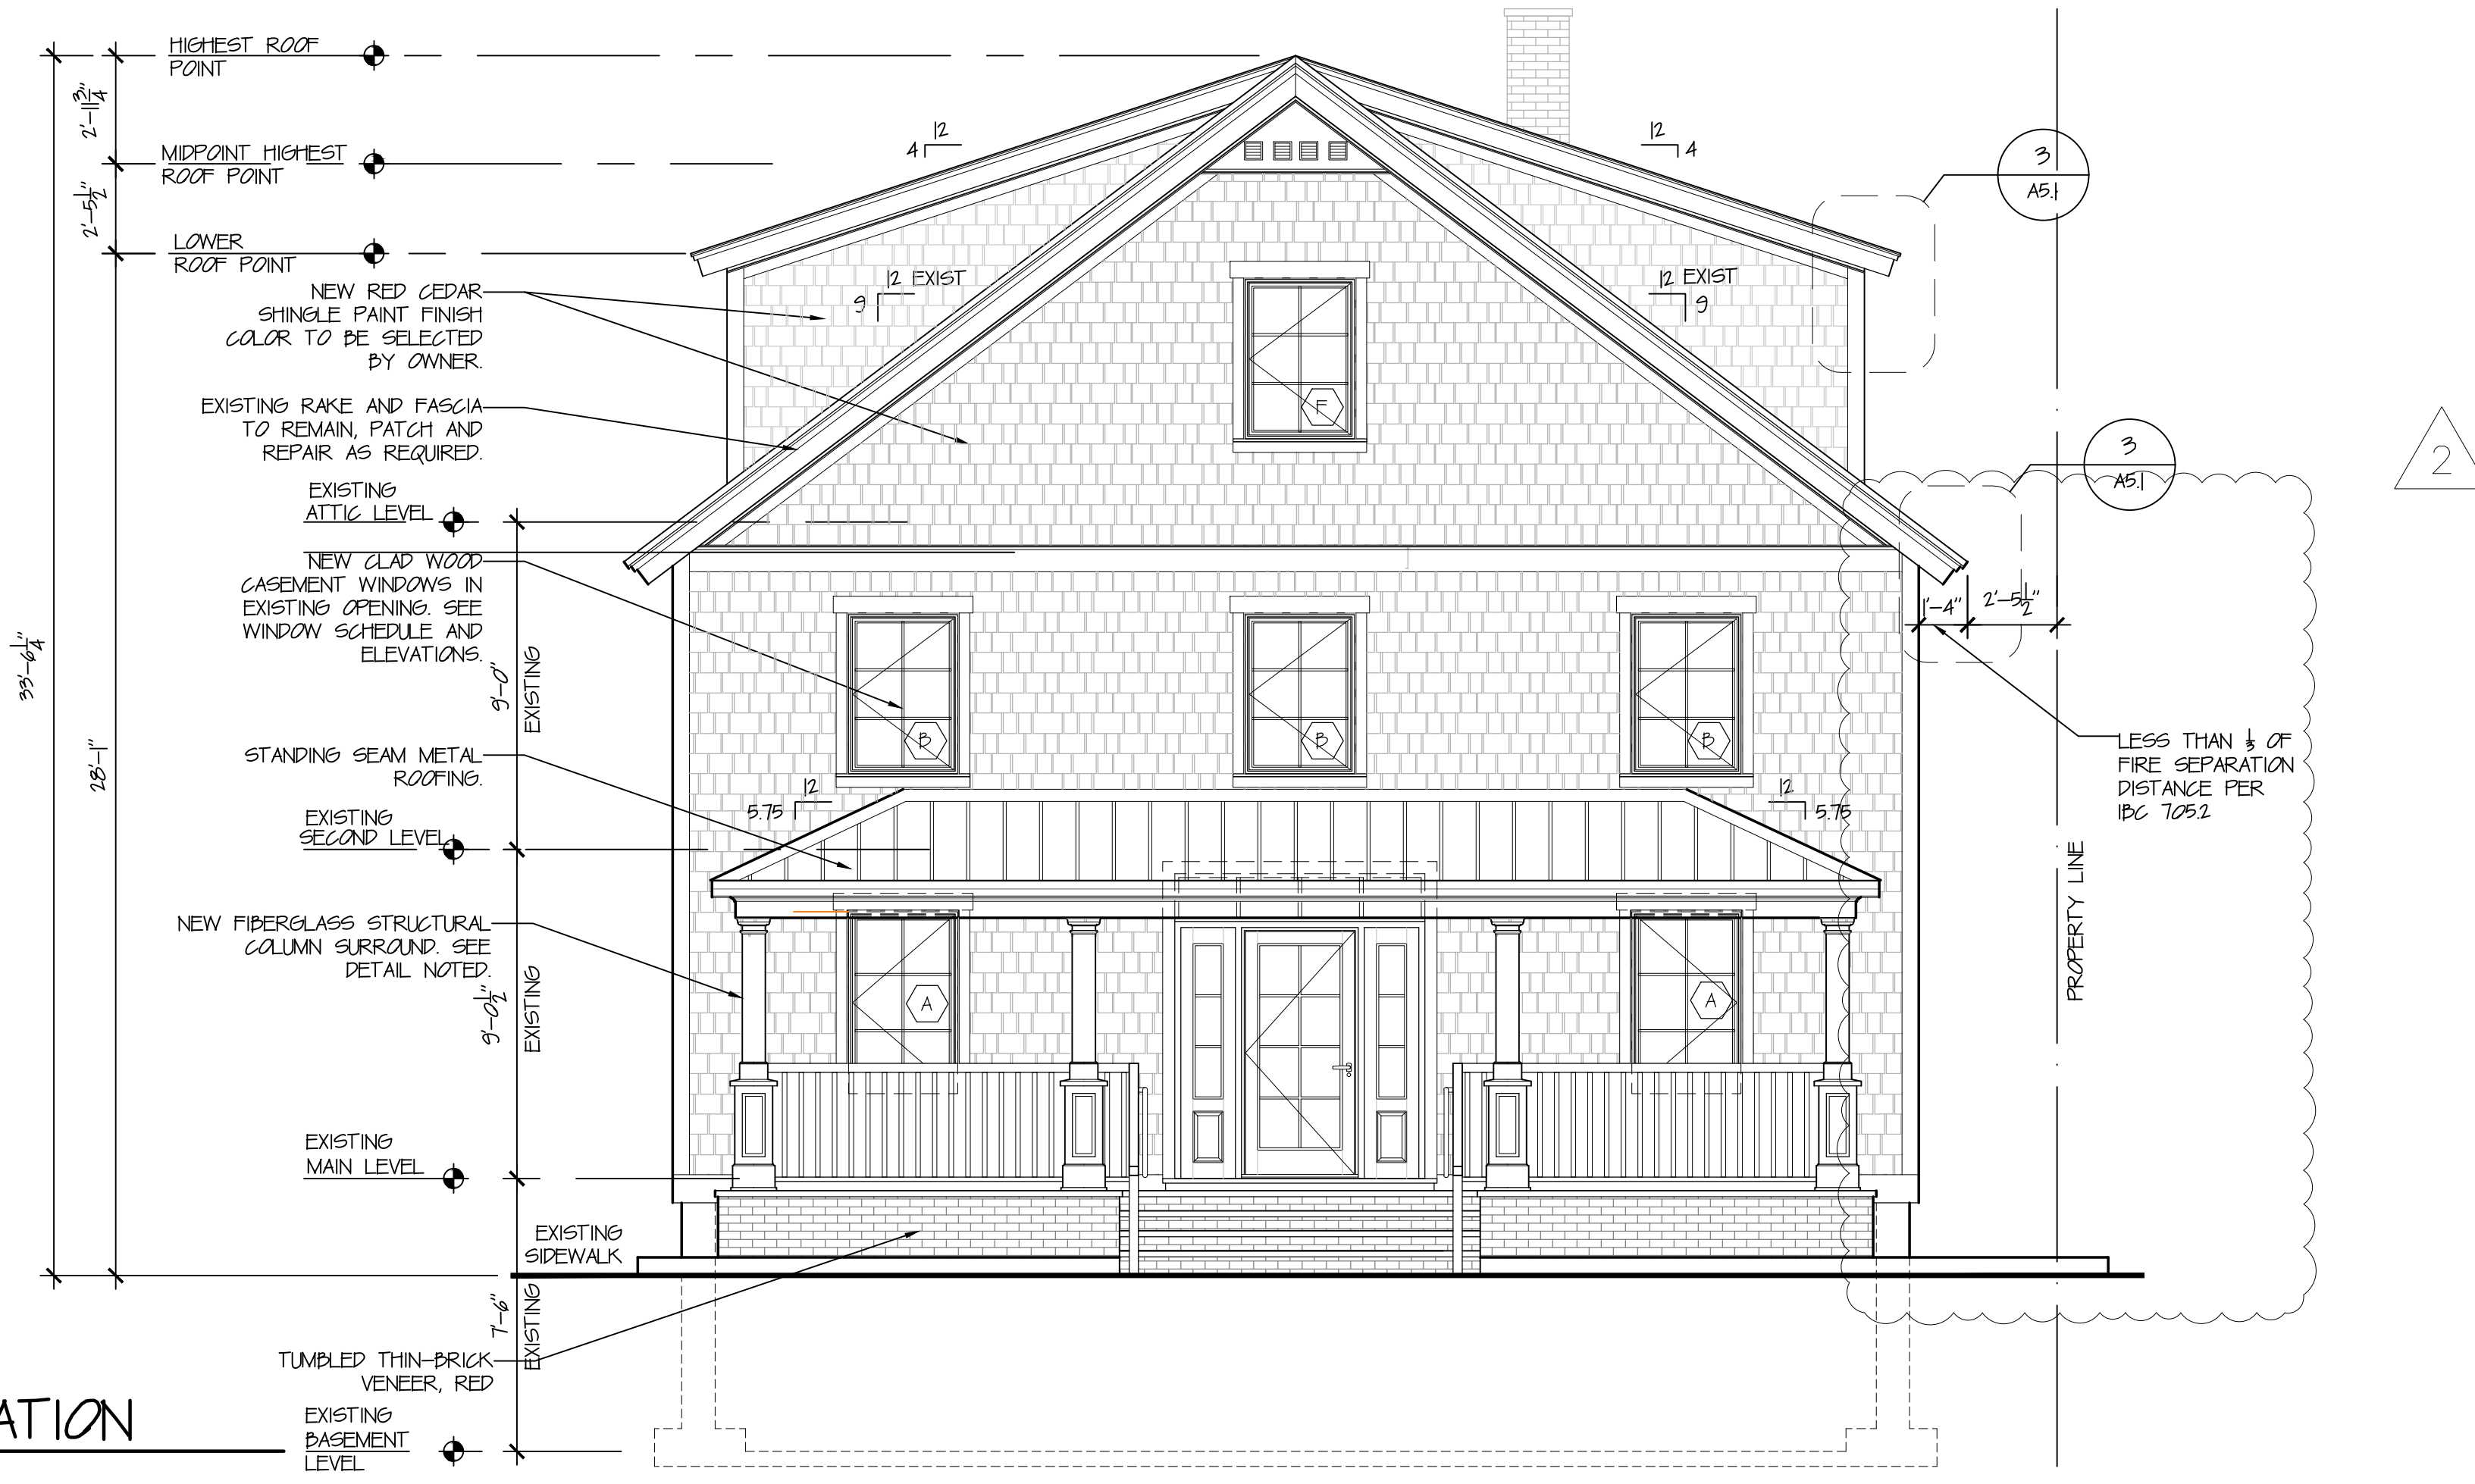 HIGHEST ROOF
POINT
2'-11 3/4"
MIDPOINT HIGHEST
ROOF POINT
2'-5 1/2"
LOWER
ROOF POINT
33'-6 1/4"
28'-1"
NEW RED CEDAR
SHINGLE PAINT FINISH
COLOR TO BE SELECTED
BY OWNER.
EXISTING RAKE AND FASCIA
TO REMAIN, PATCH AND
REPAIR AS REQUIRED.
EXISTING
ATTIC LEVEL
NEW CLAD WOOD
CASEMENT WINDOWS IN
EXISTING OPENING. SEE
WINDOW SCHEDULE AND
ELEVATIONS.
9'-0"
EXISTING
STANDING SEAM METAL
ROOFING.
EXISTING
SECOND LEVEL
NEW FIBERGLASS STRUCTURAL
COLUMN SURROUND. SEE
DETAIL NOTED.
9'-0 1/2"
EXISTING
EXISTING
MAIN LEVEL
EXISTING
SIDEWALK
7'-6"
EXISTING
TUMBLED THIN-BRICK
VENEER, RED
EXISTING
BASEMENT
LEVEL
ATION
12
4
12
4
12 EXIST
9
12 EXIST
9
F
B
B
B
12
5.75
12
5.75
A
A
3
A5.1
3
A5.1
2
1'-4"
2'-5 1/2"
LESS THAN 1/3 OF
FIRE SEPARATION
DISTANCE PER
IBC 705.2
PROPERTY LINE